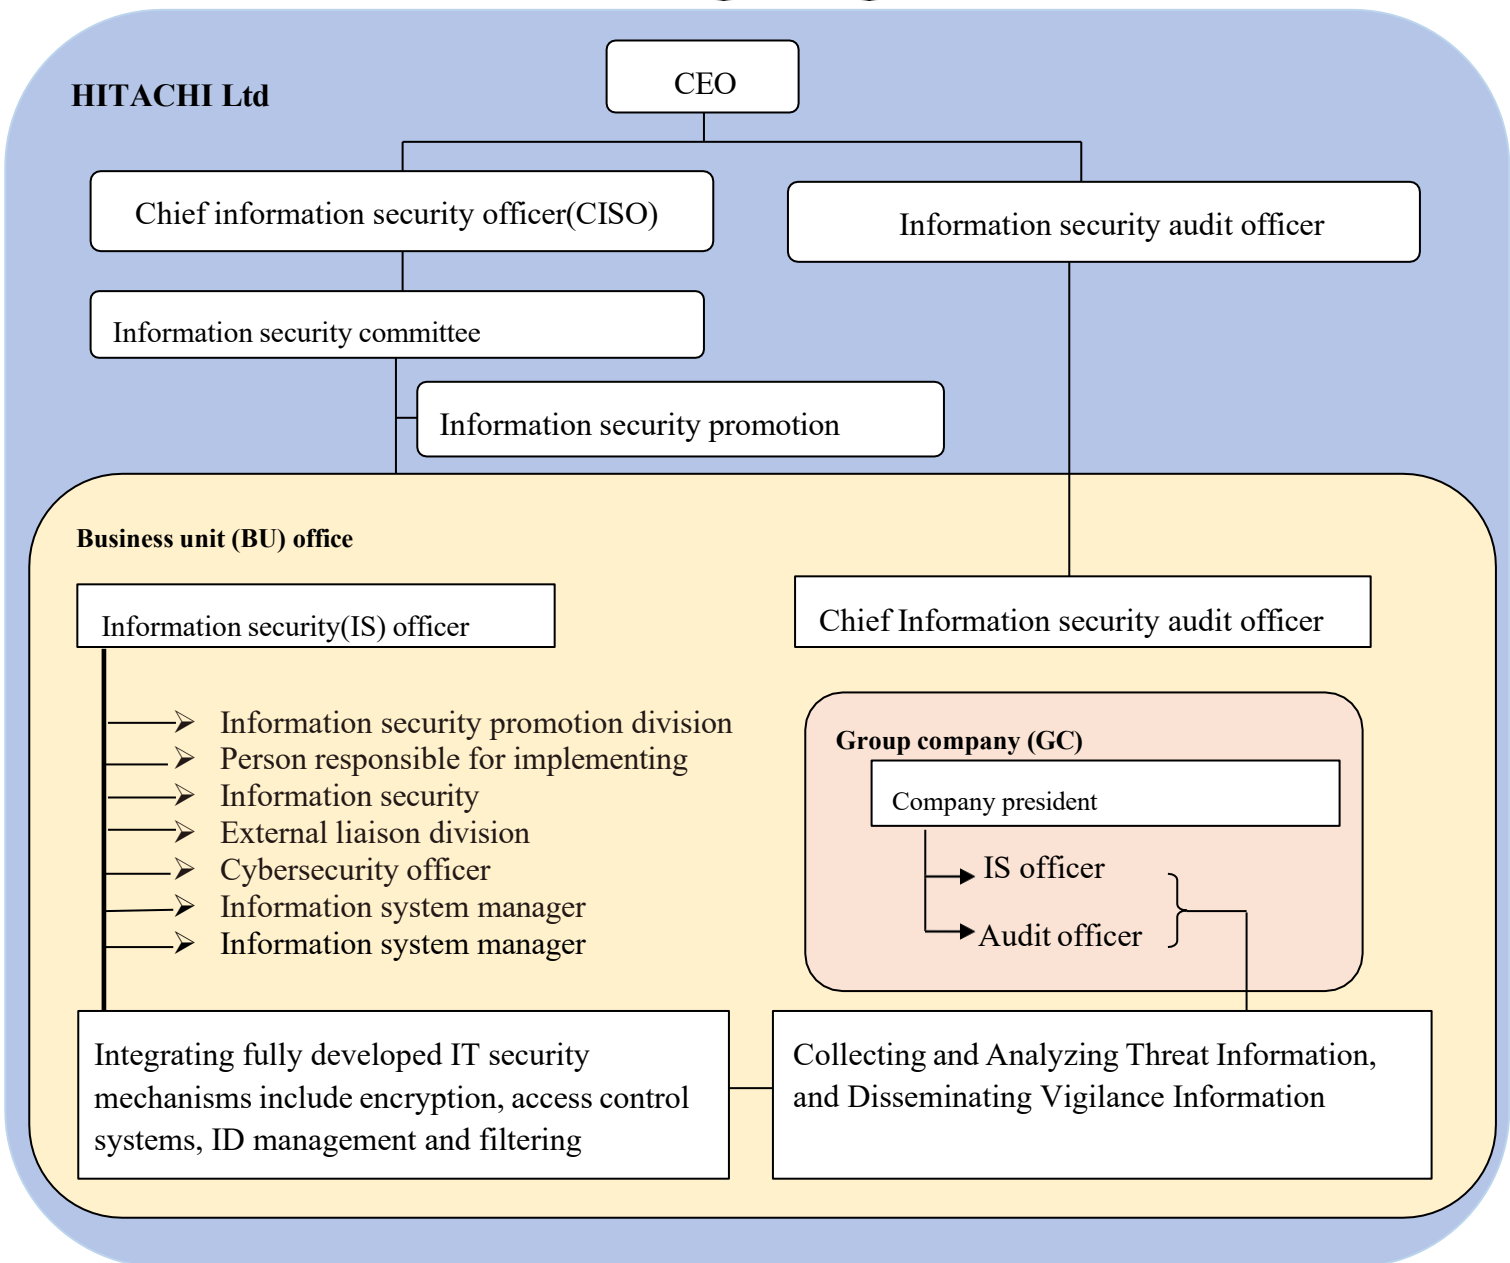 HITACHI Ltd
CEO
Chief information security officer(CISO)
Information security audit officer
Information security committee
Information security promotion
Business unit (BU) office
Information security(IS) officer
Chief Information security audit officer
Information security promotion division
Person responsible for implementing
Information security
External liaison division
Cybersecurity officer
Information system manager
Information system manager
Group company (GC)
Company president
IS officer
Audit officer
Integrating fully developed IT security
mechanisms include encryption, access control
systems, ID management and filtering
Collecting and Analyzing Threat Information,
and Disseminating Vigilance Information